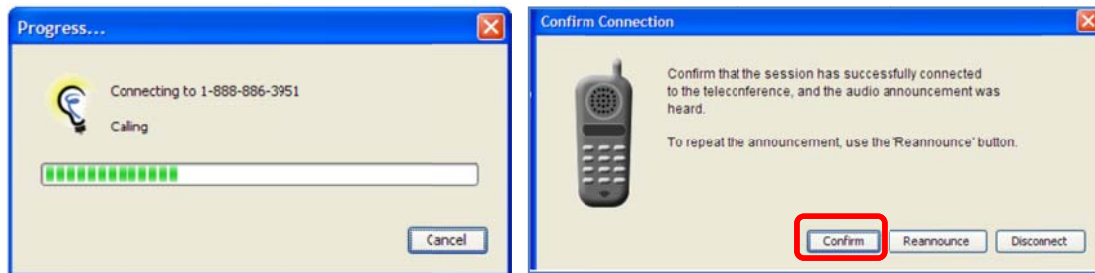 Progress...
Connecting to 1-888-886-3951
Caling
Cancel
Confirm Connection
Confirm that the session has successfully connected
to the teleconference, and the audio announcement was
heard.
To repeat the announcement, use the 'Reannounce' button.
Confirm
Reannounce
Disconnect